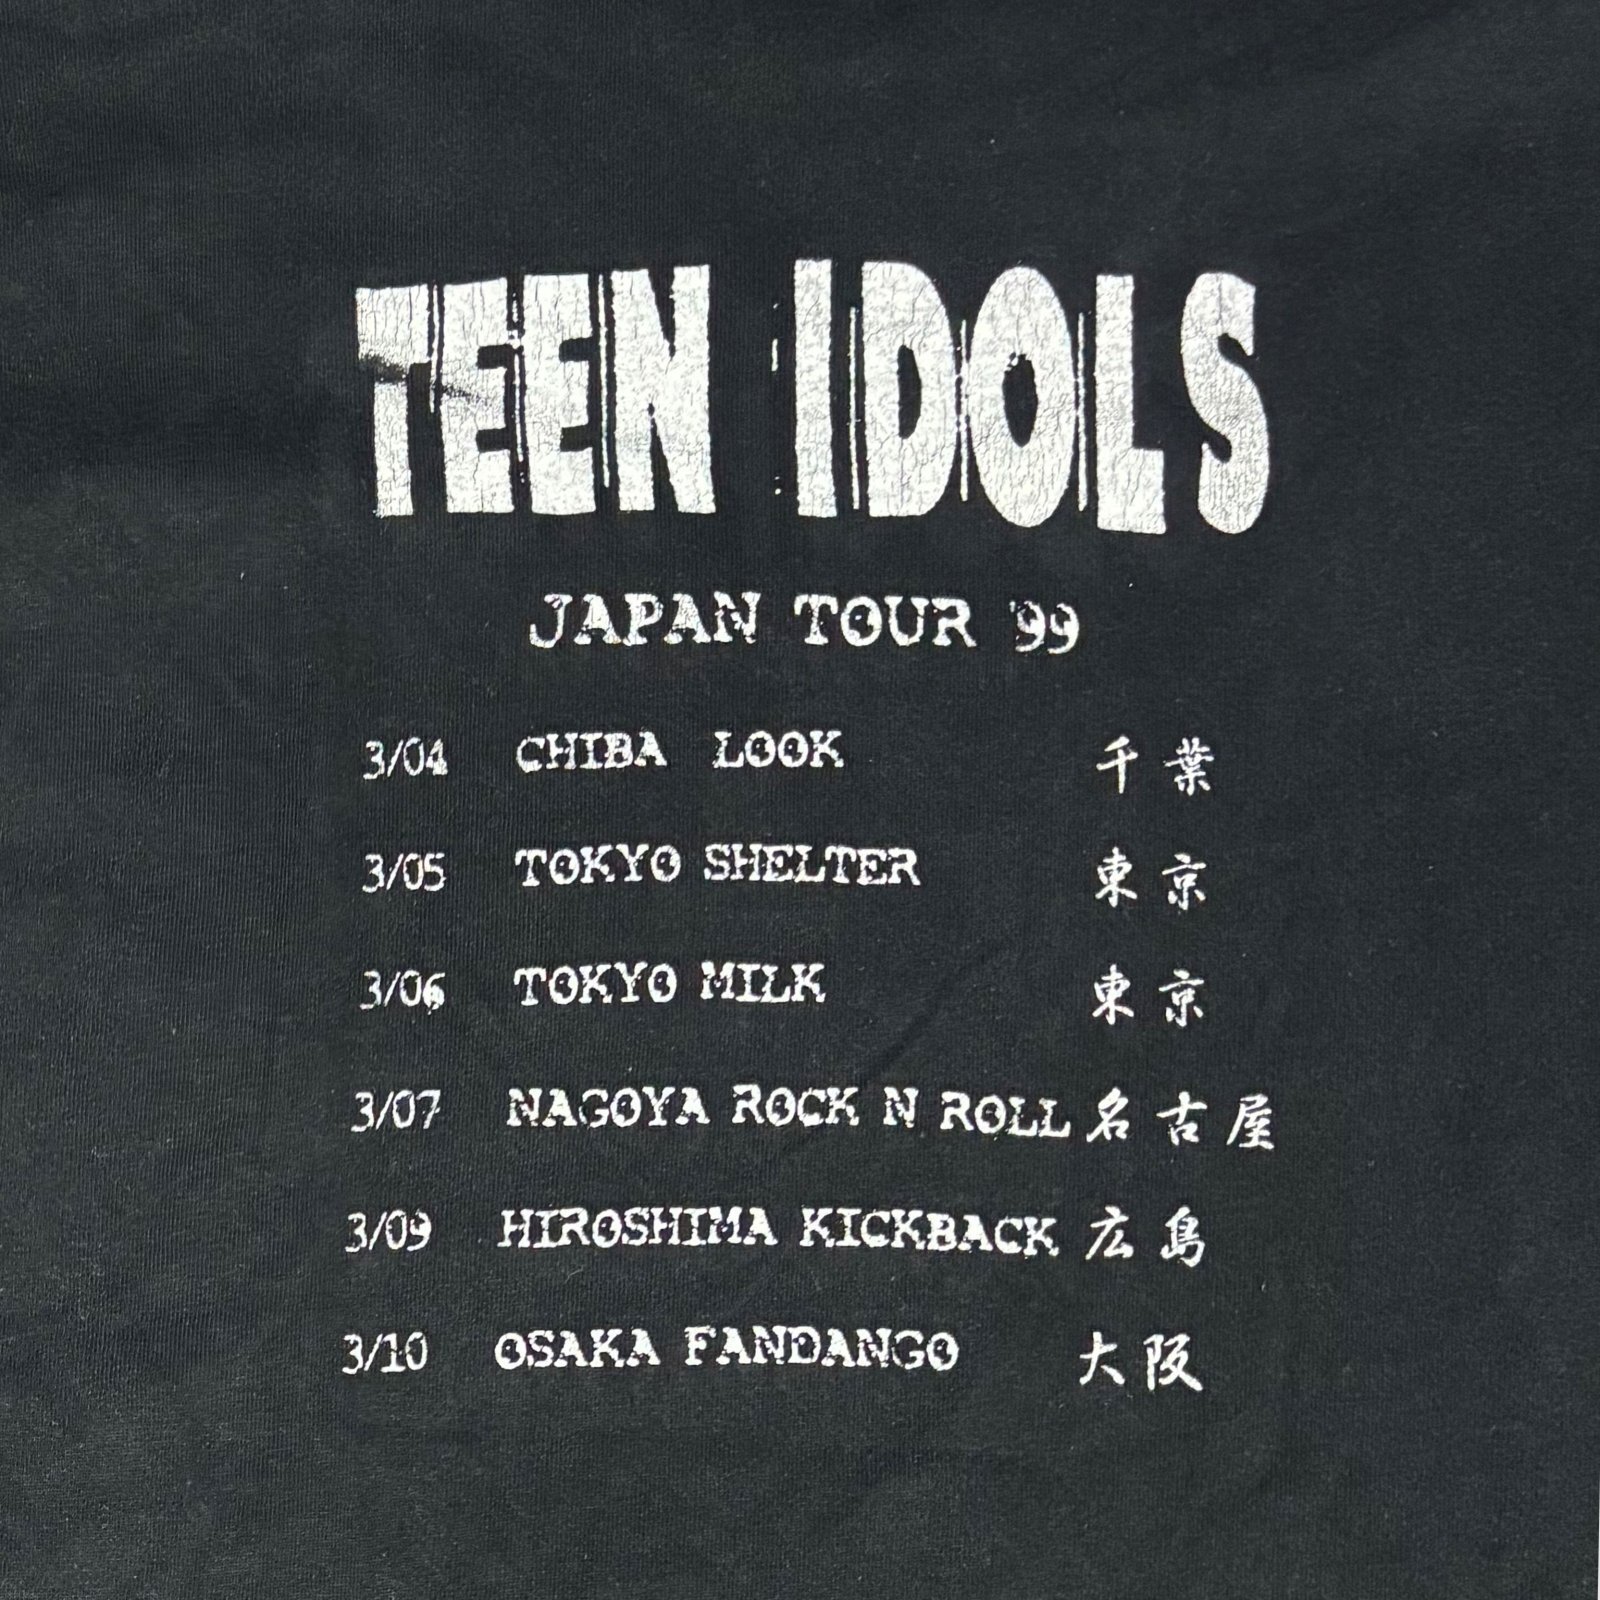 TEEN IDOLS
JAPAN TOUR '99
3/04 CHIBA LOOK 千葉
3/05 TOKYO SHELTER 東京
3/06 TOKYO MILK 東京
3/07 NAGOYA ROCK N ROLL 名古屋
3/09 HIROSHIMA KICKBACK 広島
3/10 OSAKA FANDANGO 大阪